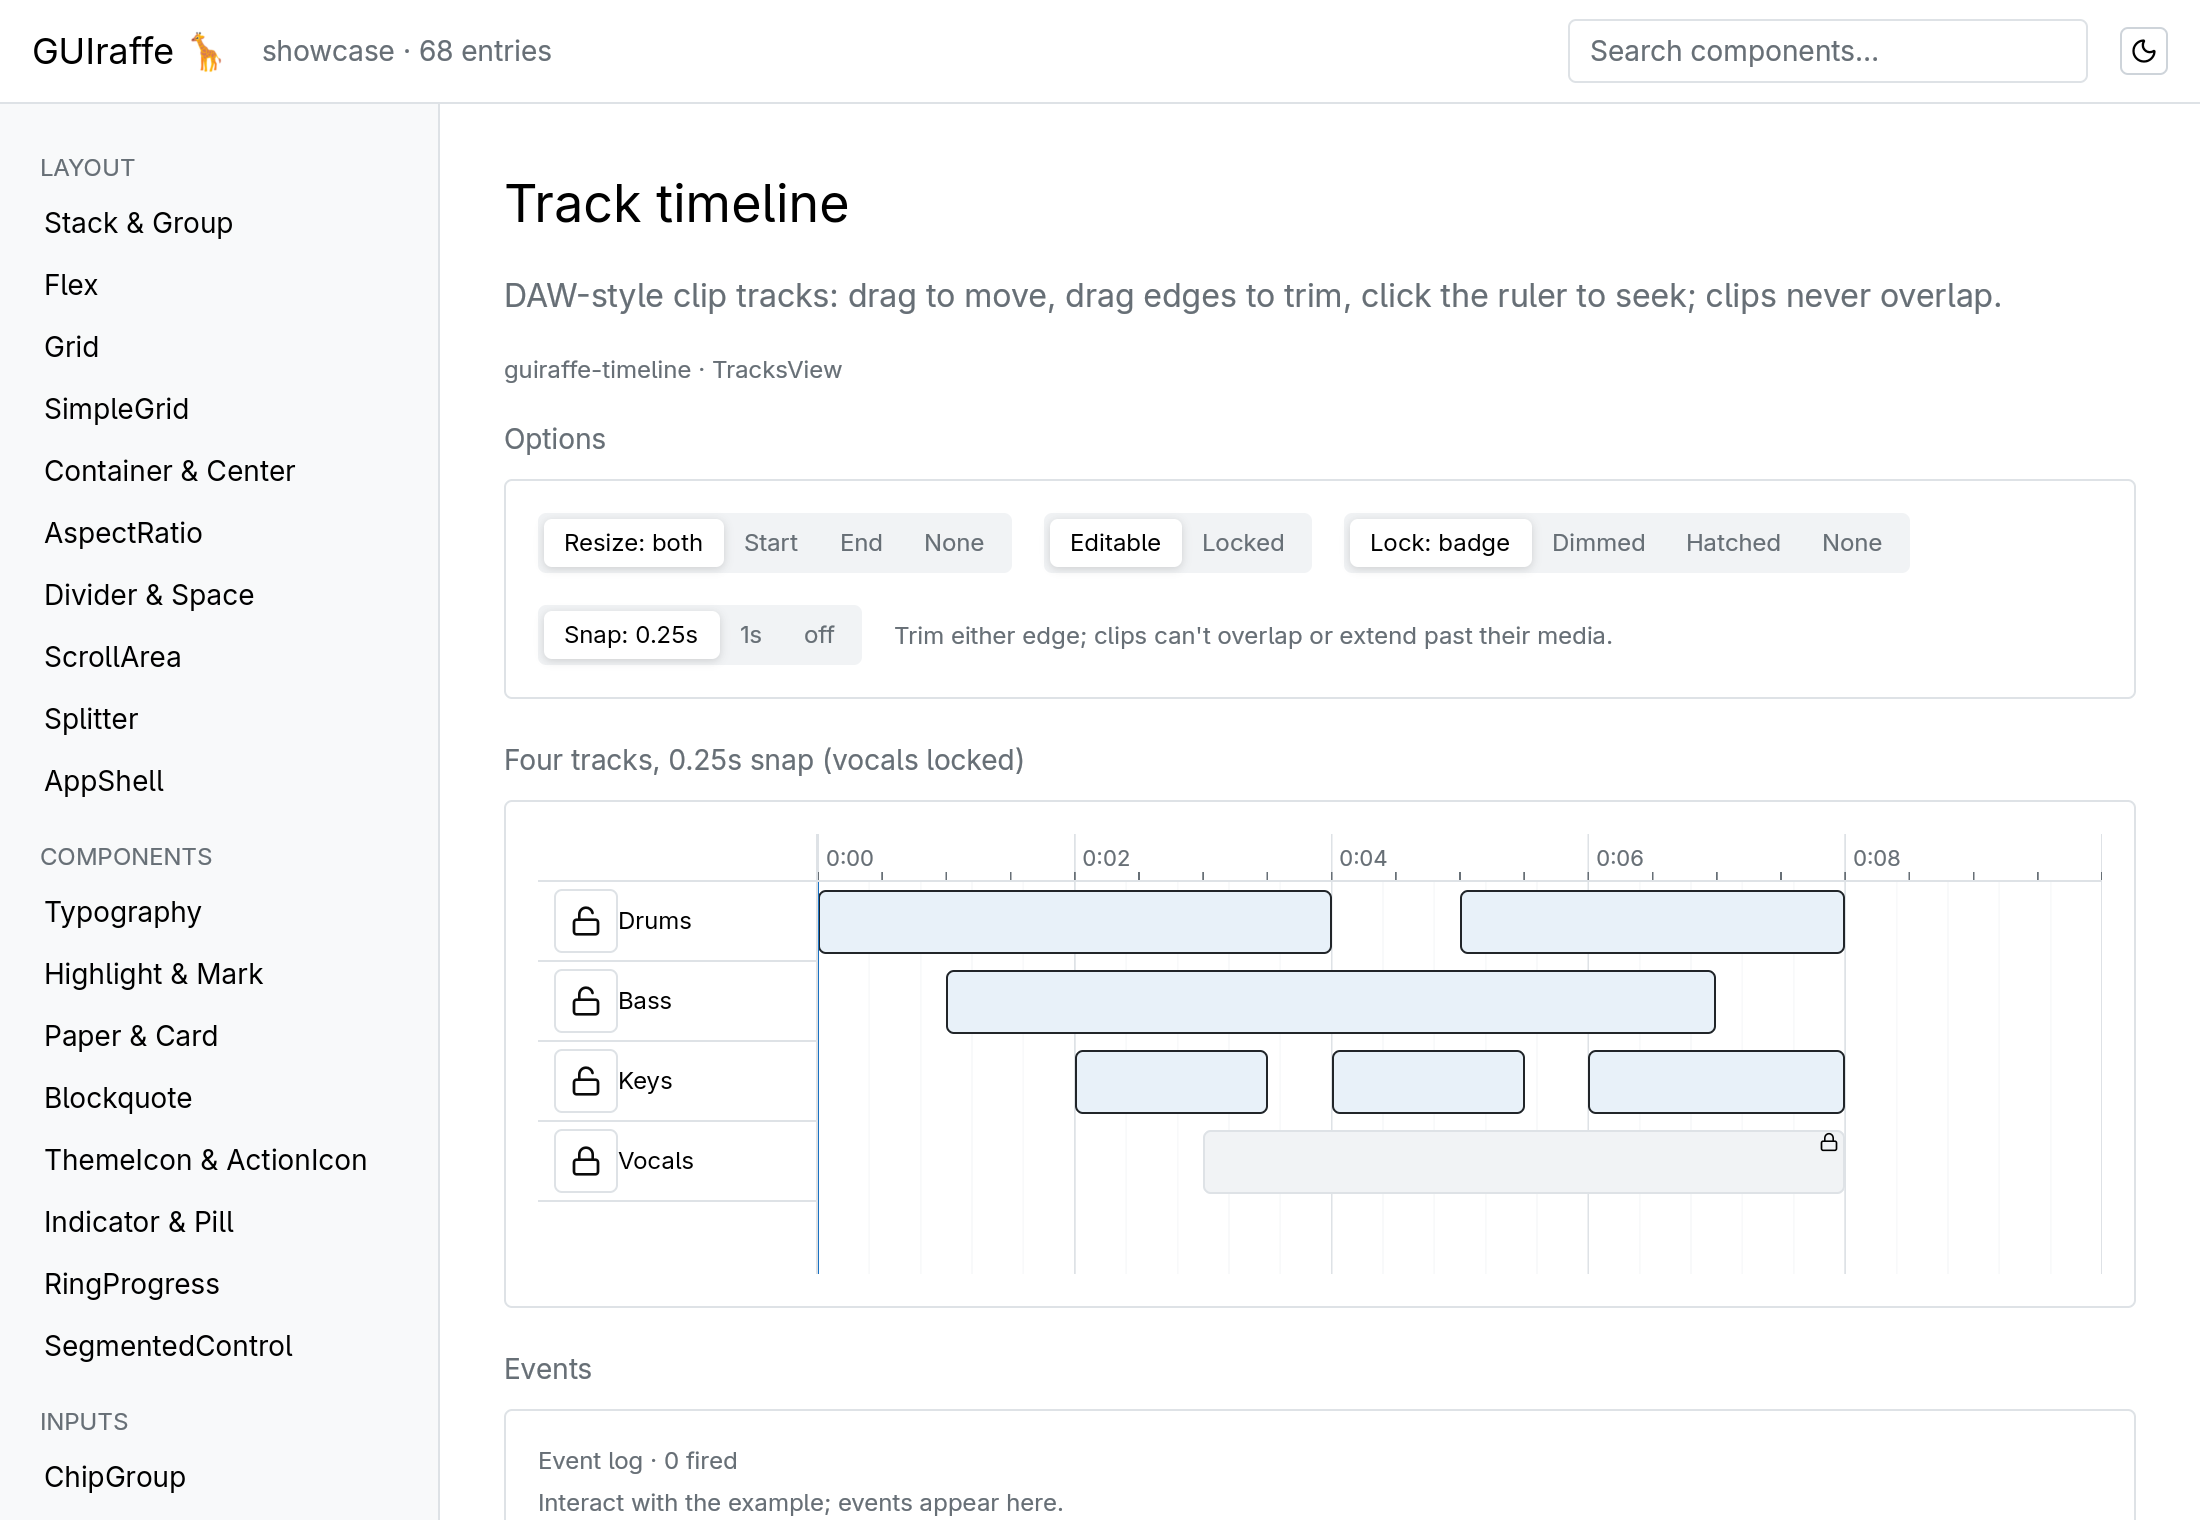 GUIraffe 🦒 showcase · 68 entries Search components...
LAYOUT
Stack & Group
Flex
Grid
SimpleGrid
Container & Center
AspectRatio
Divider & Space
ScrollArea
Splitter
AppShell
COMPONENTS
Typography
Highlight & Mark
Paper & Card
Blockquote
ThemeIcon & ActionIcon
Indicator & Pill
RingProgress
SegmentedControl
INPUTS
ChipGroup
Track timeline
DAW-style clip tracks: drag to move, drag edges to trim, click the ruler to seek; clips never overlap.
guiraffe-timeline · TracksView
Options
Resize: both Start End None Editable Locked Lock: badge Dimmed Hatched None
Snap: 0.25s 1s off Trim either edge; clips can't overlap or extend past their media.
Four tracks, 0.25s snap (vocals locked)
0:00 0:02 0:04 0:06 0:08
Drums
Bass
Keys
Vocals
Events
Event log · 0 fired
Interact with the example; events appear here.